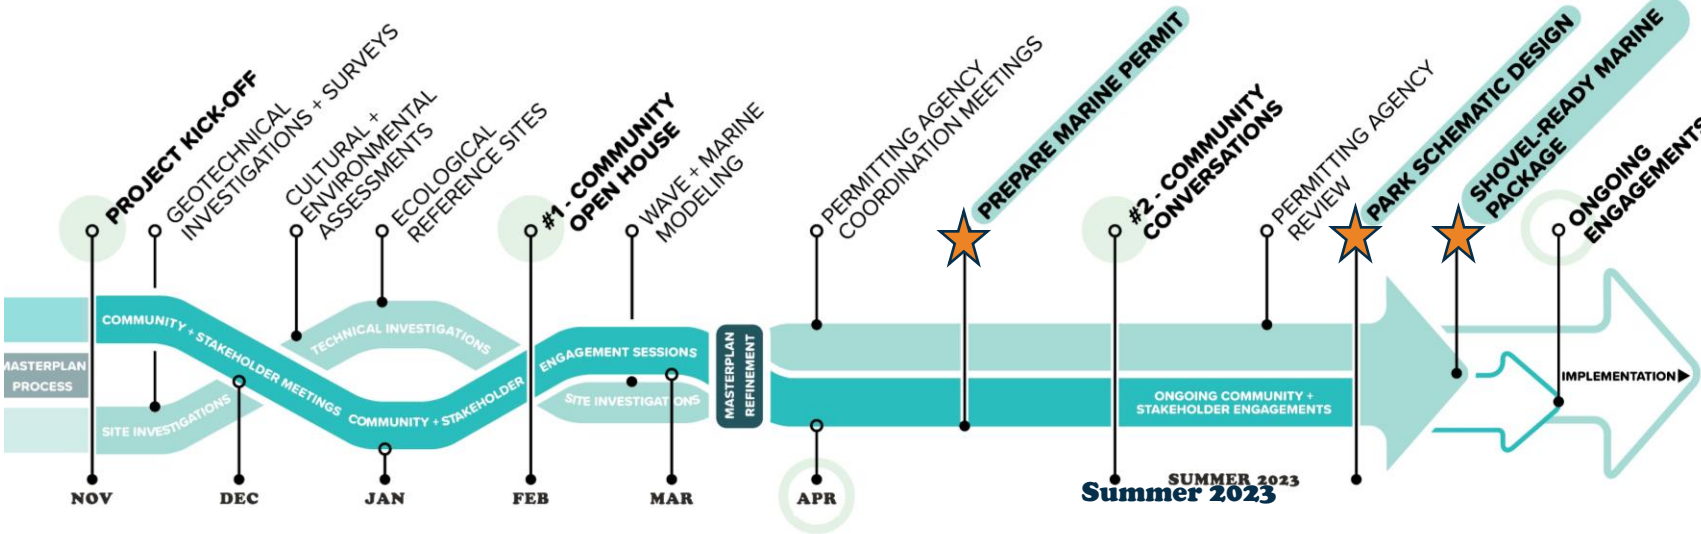 PROJECT KICK-OFF
GEOTECHNICAL
INVESTIGATIONS + SURVEYS
CULTURAL +
ENVIRONMENTAL
ASSESSMENTS
ECOLOGICAL
REFERENCE SITES
#1 - COMMUNITY
OPEN HOUSE
WAVE + MARINE
MODELING
PERMITTING AGENCY
COORDINATION MEETINGS
PREPARE MARINE PERMIT
#2 - COMMUNITY
CONVERSATIONS
PERMITTING AGENCY
REVIEW
PARK SCHEMATIC DESIGN
SHOVEL-READY MARINE
PACKAGE
ONGOING
ENGAGEMENTS
MASTERPLAN
PROCESS
COMMUNITY + STAKEHOLDER MEETINGS
SITE INVESTIGATIONS
TECHNICAL INVESTIGATIONS
COMMUNITY + STAKEHOLDER
ENGAGEMENT SESSIONS
SITE INVESTIGATIONS
MASTERPLAN
REFINEMENT
ONGOING COMMUNITY +
STAKEHOLDER ENGAGEMENTS
IMPLEMENTATION
NOV
DEC
JAN
FEB
MAR
APR
SUMMER 2023
Summer 2023